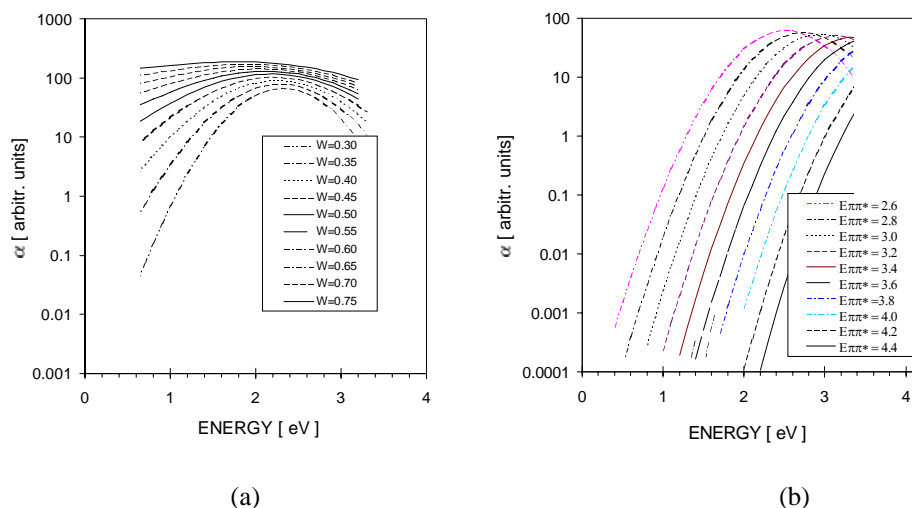 1000
100
10
1
0.1
0.01
0.001
α [ arbitr. units]
W=0.30
W=0.35
W=0.40
W=0.45
W=0.50
W=0.55
W=0.60
W=0.65
W=0.70
W=0.75
0 1 2 3 4
ENERGY [ eV ]
(a)
100
10
1
0.1
0.01
0.001
0.0001
α [ arbitr. units]
Eππ* = 2.6
Eππ* = 2.8
Eππ* = 3.0
Eππ* = 3.2
Eππ* = 3.4
Eππ* = 3.6
Eππ* = 3.8
Eππ* = 4.0
Eππ* = 4.2
Eππ* = 4.4
0 1 2 3 4
ENERGY [ eV ]
(b)